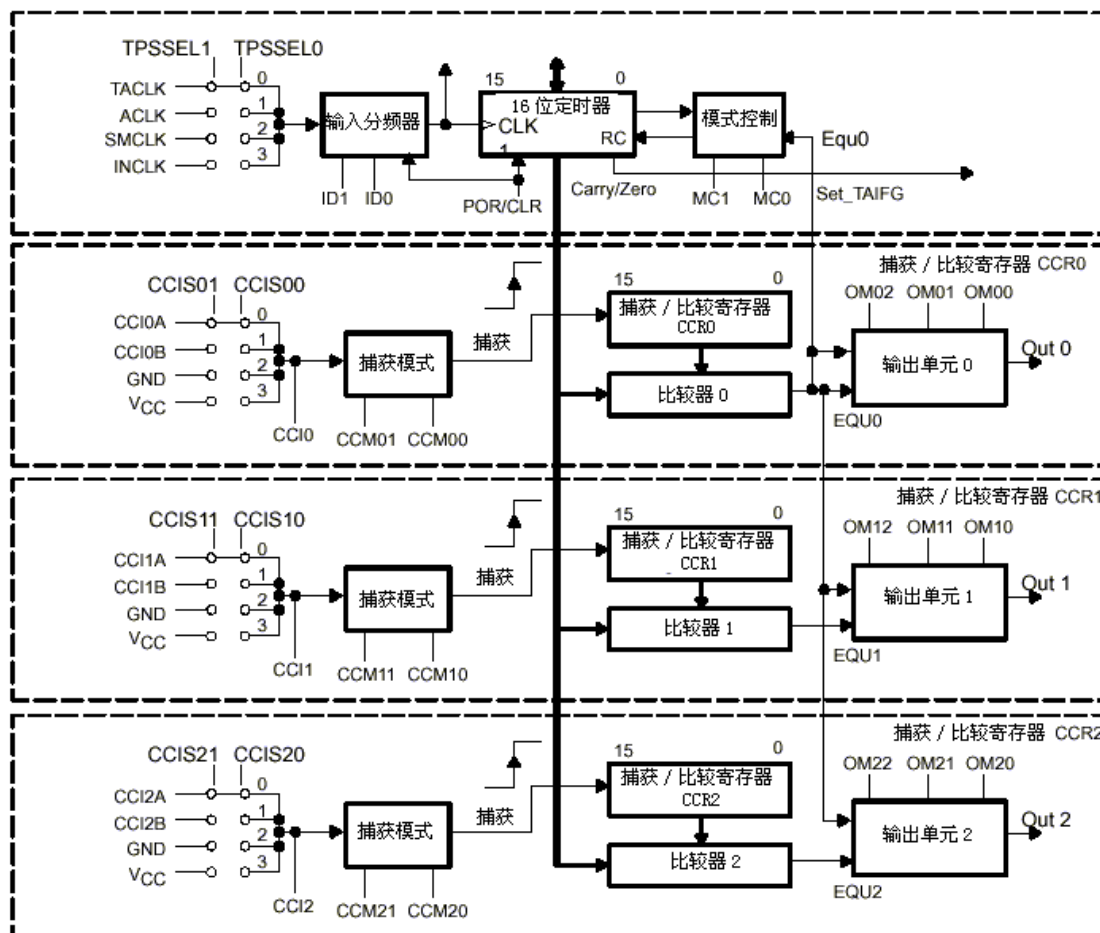 TPSSEL1 TPSSEL0
TACLK 0
ACLK 1
SMCLK 2
INCLK 3
输入分频器
ID1 ID0
POR/CLR
15 0
16 位定时器
CLK
RC
1
Carry/Zero
模式控制
MC1 MC0
Equ0
Set_TAIFG
捕获 / 比较寄存器 CCR0
CCIS01 CCIS00
CCI0A 0
CCI0B 1
GND 2
VCC 3
CCI0
捕获模式
CCM01 CCM00
捕获
15 0
捕获 / 比较寄存器
CCR0
比较器 0
OM02 OM01 OM00
输出单元 0
Out 0
EQU0
捕获 / 比较寄存器 CCR1
CCIS11 CCIS10
CCI1A 0
CCI1B 1
GND 2
VCC 3
CCI1
捕获模式
CCM11 CCM10
捕获
15 0
捕获 / 比较寄存器
CCR1
比较器 1
OM12 OM11 OM10
输出单元 1
Out 1
EQU1
捕获 / 比较寄存器 CCR2
CCIS21 CCIS20
CCI2A 0
CCI2B 1
GND 2
VCC 3
CCI2
捕获模式
CCM21 CCM20
捕获
15 0
捕获 / 比较寄存器
CCR2
比较器 2
OM22 OM21 OM20
输出单元 2
Out 2
EQU2